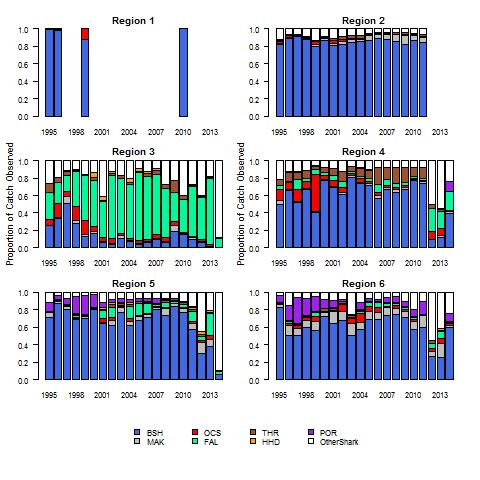 Region 1
1.0
0.8
0.6
0.4
0.2
0.0
1995 1998 2001 2004 2007 2010 2013
Region 2
1.0
0.8
0.6
0.4
0.2
0.0
1995 1998 2001 2004 2007 2010 2013
Region 3
Proportion of Catch Observed
1.0
0.8
0.6
0.4
0.2
0.0
1995 1998 2001 2004 2007 2010 2013
Region 4
Proportion of Catch Observed
1.0
0.8
0.6
0.4
0.2
0.0
1995 1998 2001 2004 2007 2010 2013
Region 5
1.0
0.8
0.6
0.4
0.2
0.0
1995 1998 2001 2004 2007 2010 2013
Region 6
1.0
0.8
0.6
0.4
0.2
0.0
1995 1998 2001 2004 2007 2010 2013
BSH OCS THR POR
MAK FAL HHD OtherShark